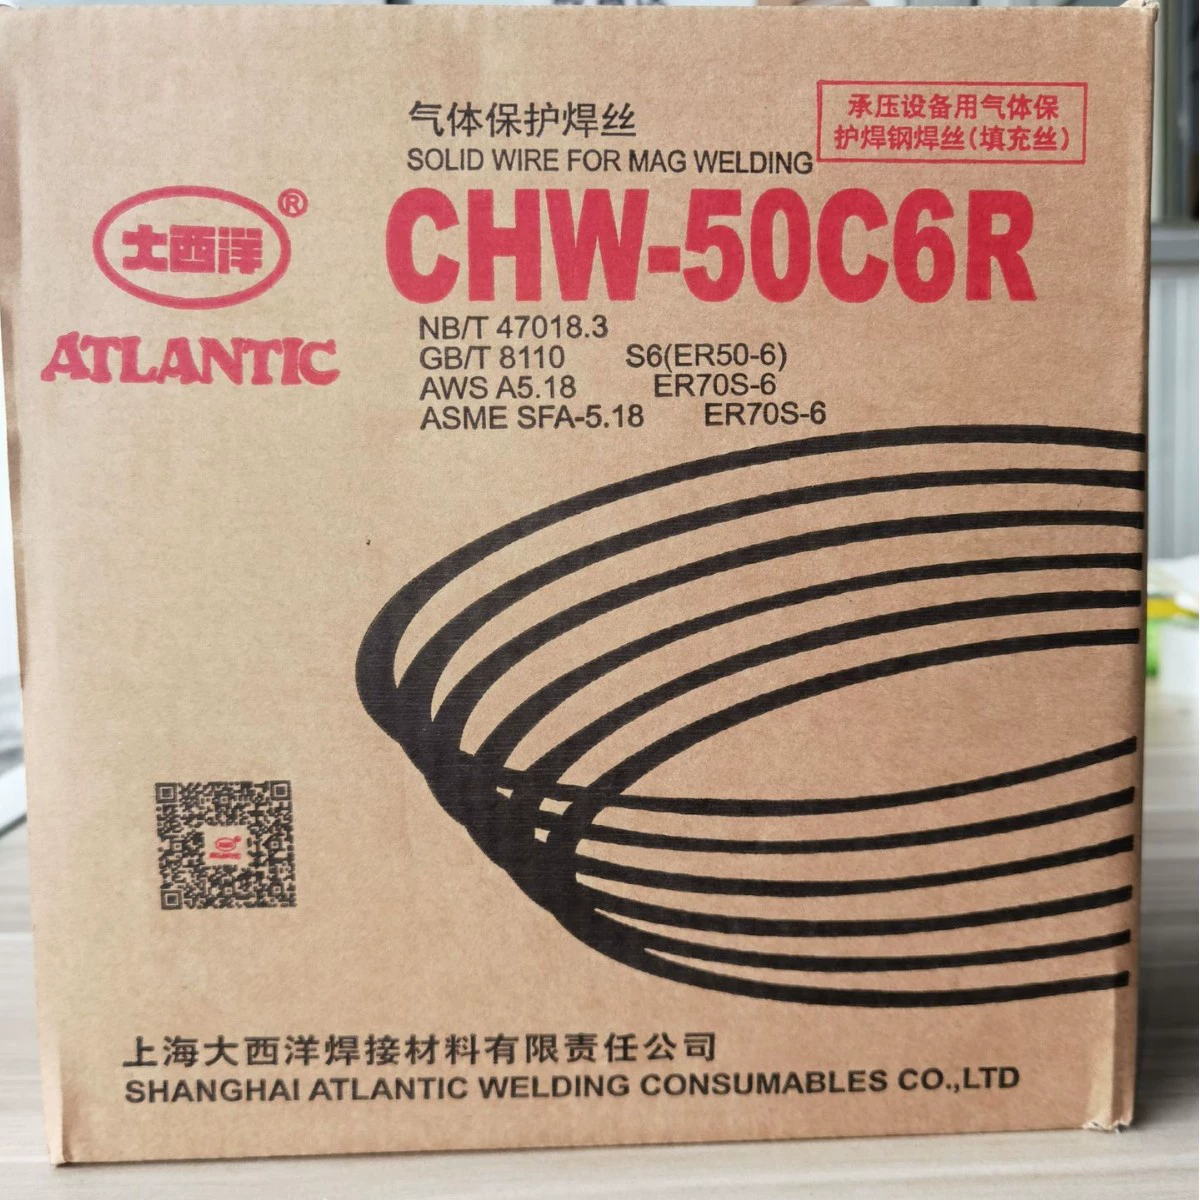 气体保护焊丝
SOLID WIRE FOR MAG WELDING
承压设备用气体保
护焊钢焊丝(填充丝)
大西洋®
ATLANTIC
CHW-50C6R
NB/T 47018.3
GB/T 8110 S6(ER50-6)
AWS A5.18 ER70S-6
ASME SFA-5.18 ER70S-6
上海大西洋焊接材料有限责任公司
SHANGHAI ATLANTIC WELDING CONSUMABLES CO.,LTD